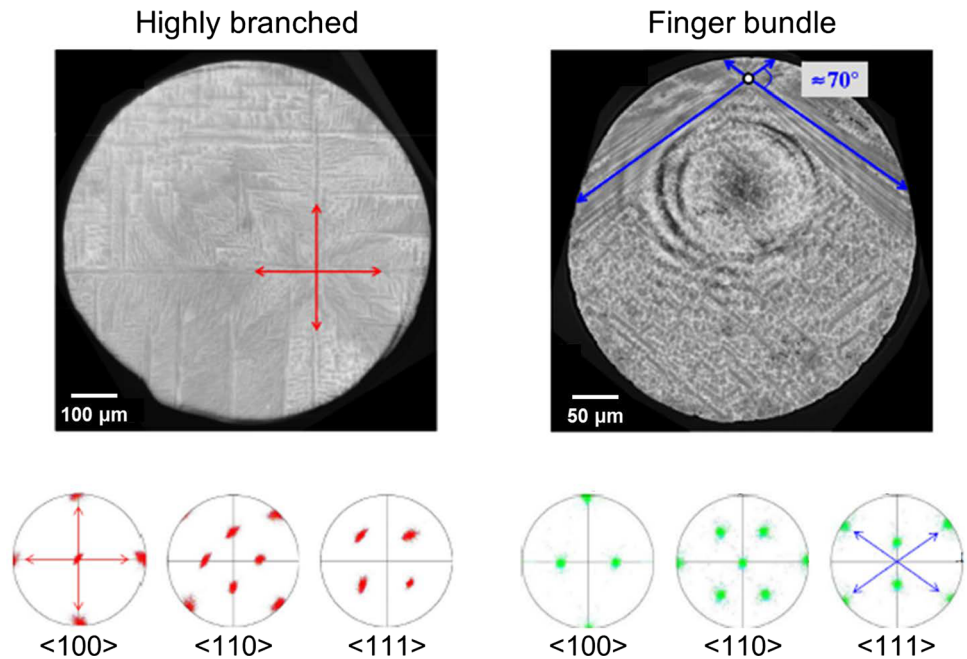 Highly branched
Finger bundle
≈70°
100 µm
50 µm
<100>
<110>
<111>
<100>
<110>
<111>